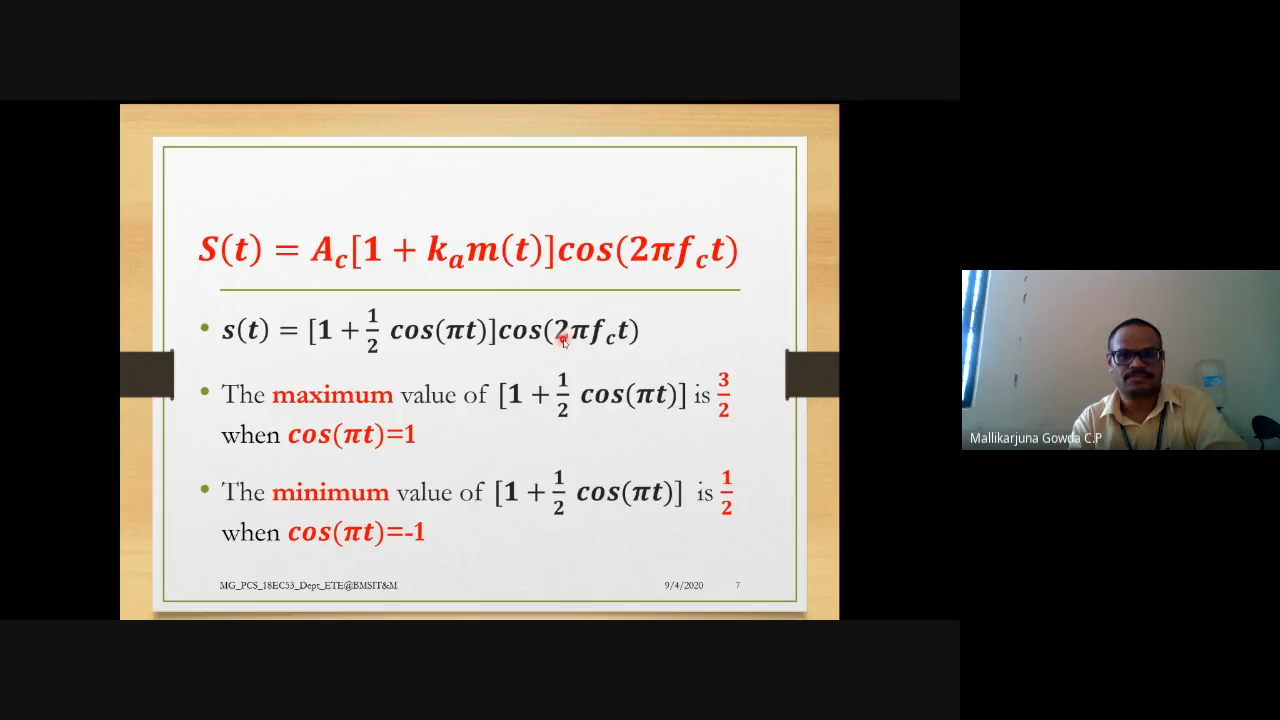 S(t) = A_c[1 + k_a m(t)]cos(2πf_c t)
• s(t) = [1 + 1/2 cos(πt)]cos(2πf_c t)
• The maximum value of [1 + 1/2 cos(πt)] is 3/2
when cos(πt)=1
• The minimum value of [1 + 1/2 cos(πt)] is 1/2
when cos(πt)=-1
MG_PCS_18EC53_Dept_ETE@BMSIT&M 9/4/2020 7
Mallikarjuna Gowda C.P